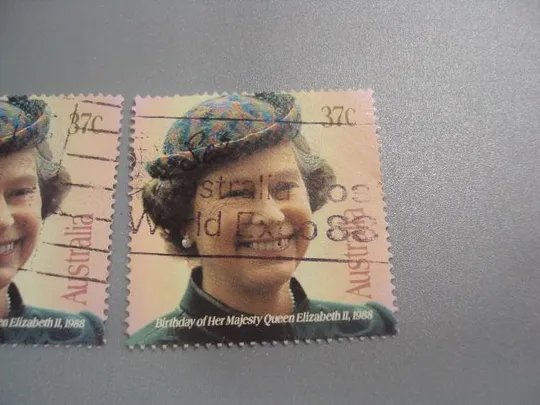 37c
Australia
en Elizabeth II, 1988
37c
Australia
World Expo 88
Australia
Birthday of Her Majesty Queen Elizabeth II, 1988